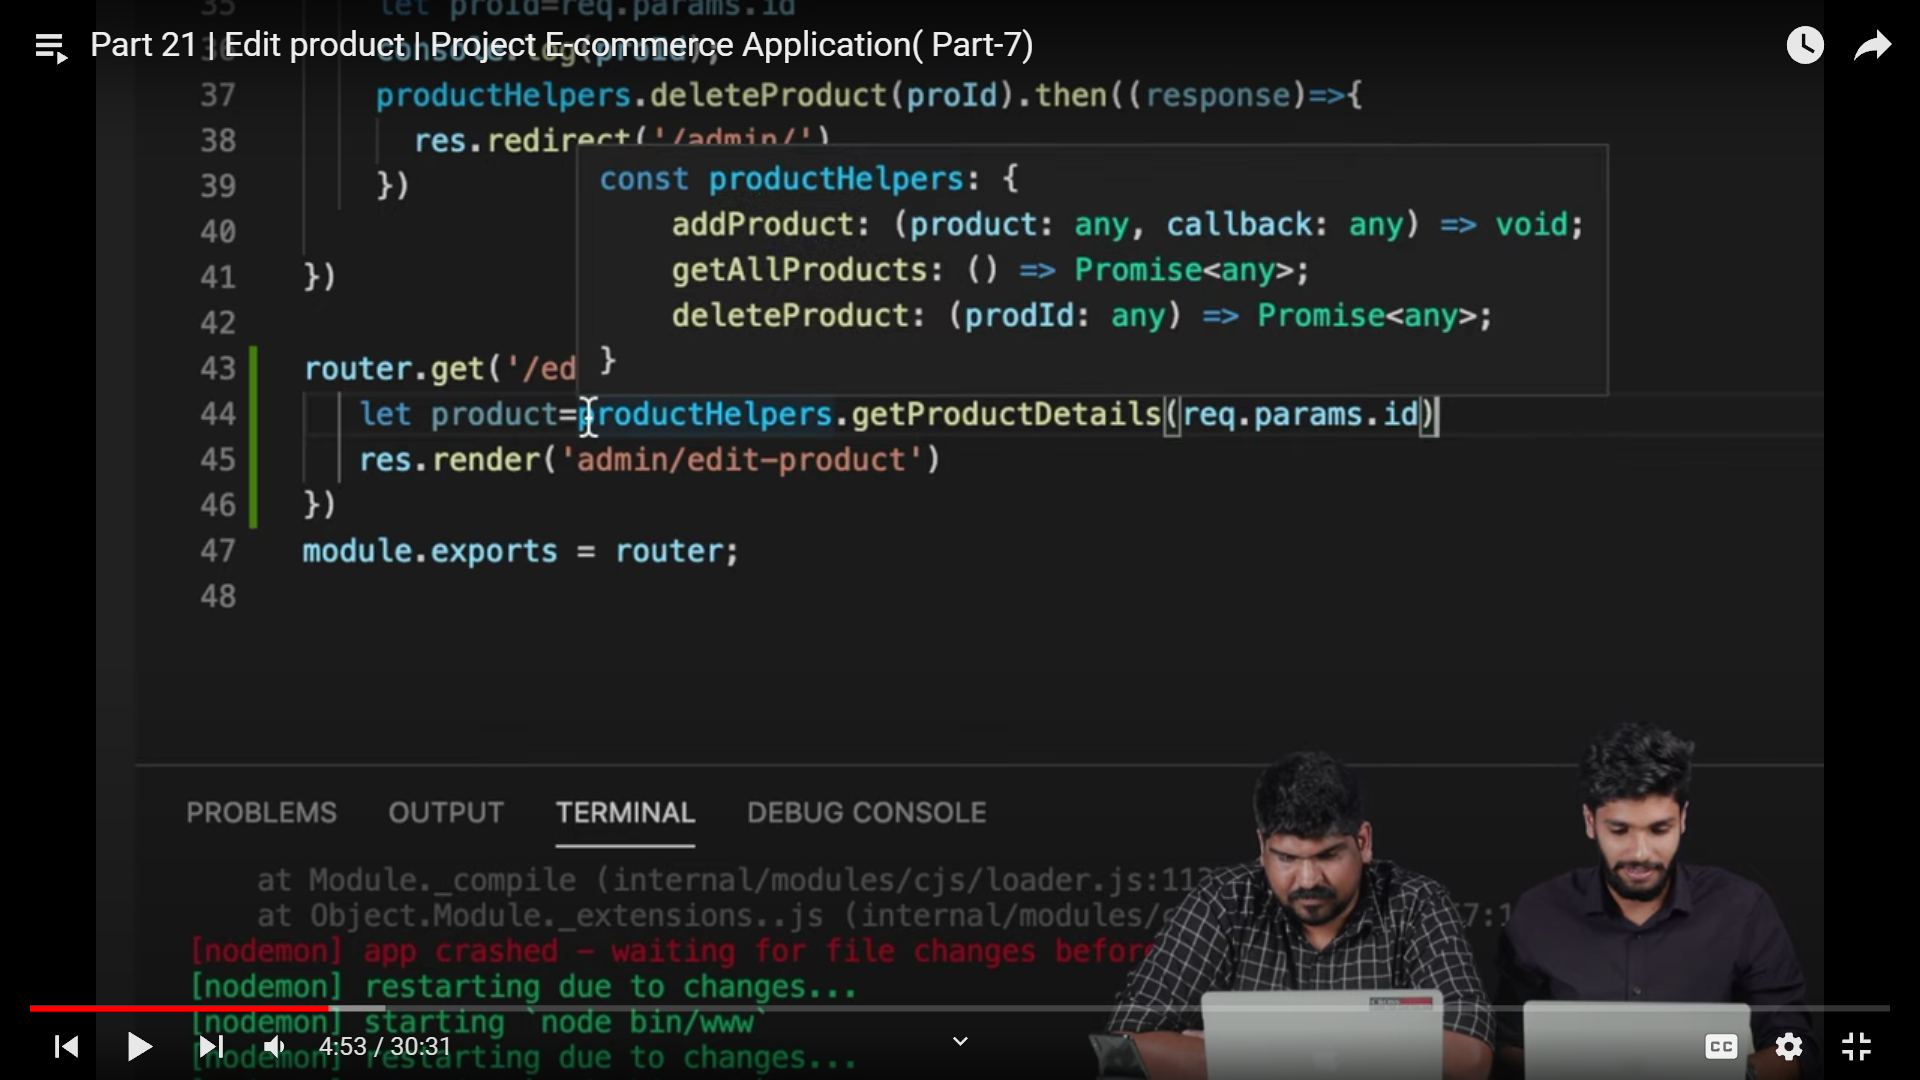 35 let proId=req.params.id
Part 21 | Edit product | Project E-commerce Application( Part-7)
36 console.log(proId);
37 productHelpers.deleteProduct(proId).then((response)=>{
38 res.redirect('/admin/')
39 })
40
41 })
42
const productHelpers: {
addProduct: (product: any, callback: any) => void;
getAllProducts: () => Promise<any>;
deleteProduct: (prodId: any) => Promise<any>;
}
43 router.get('/ed
44 let product=productHelpers.getProductDetails(req.params.id)
45 res.render('admin/edit-product')
46 })
47 module.exports = router;
48
PROBLEMS OUTPUT TERMINAL DEBUG CONSOLE
at Module._compile (internal/modules/cjs/loader.js:11
at Object.Module._extensions..js (internal/modules/ 7:1
[nodemon] app crashed - waiting for file changes before
[nodemon] restarting due to changes...
[nodemon] starting `node bin/www`
[nodemon] restarting due to changes...
4:53 / 30:31
CC